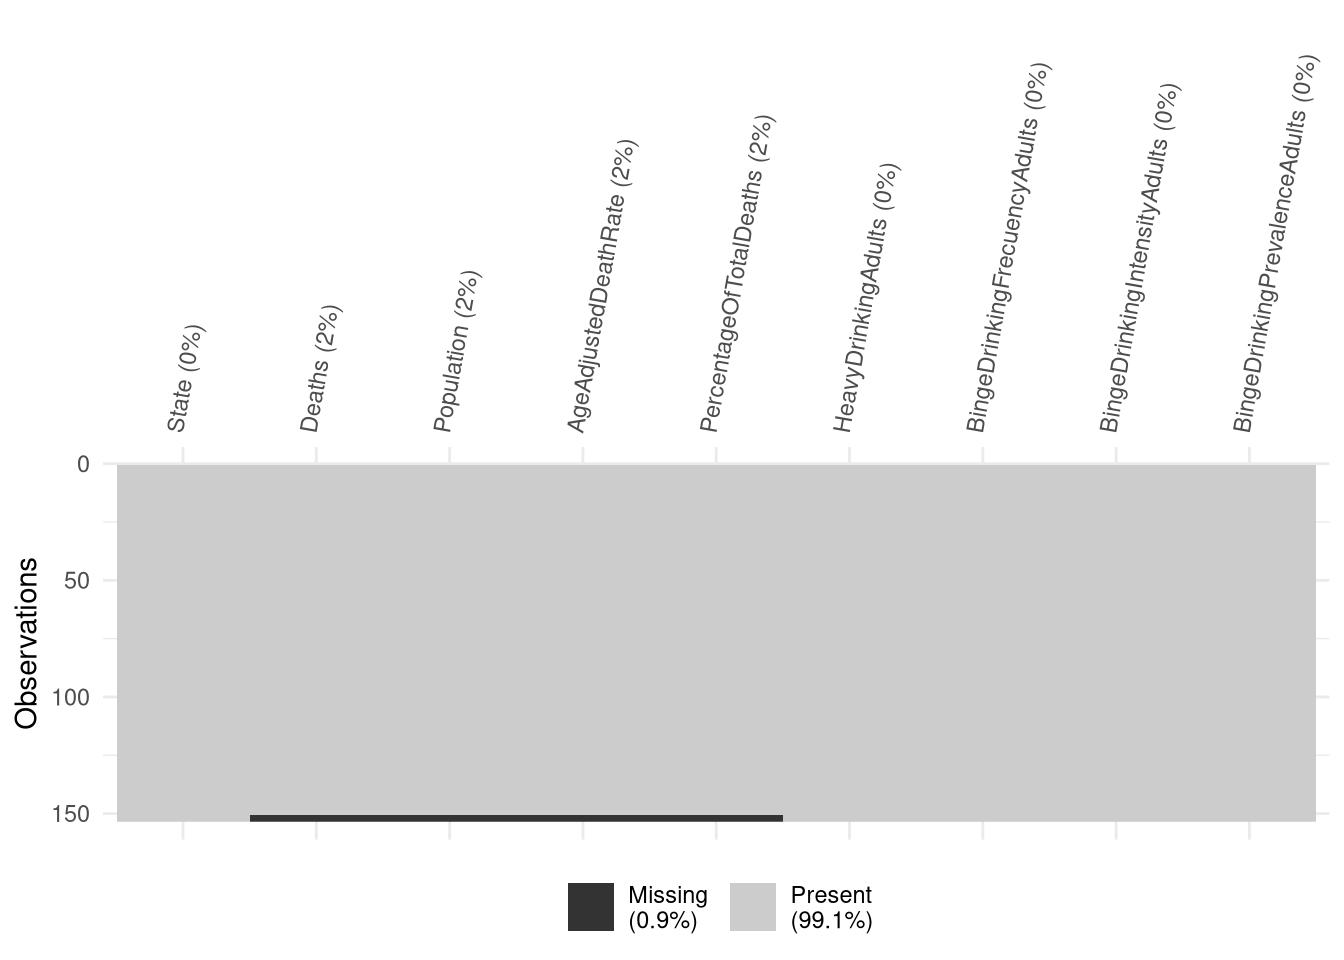 State (0%)
Deaths (2%)
Population (2%)
AgeAdjustedDeathRate (2%)
PercentageOfTotalDeaths (2%)
HeavyDrinkingAdults (0%)
BingeDrinkingFrecuencyAdults (0%)
BingeDrinkingIntensityAdults (0%)
BingeDrinkingPrevalenceAdults (0%)
0
50
100
150
Observations
Missing
(0.9%)
Present
(99.1%)